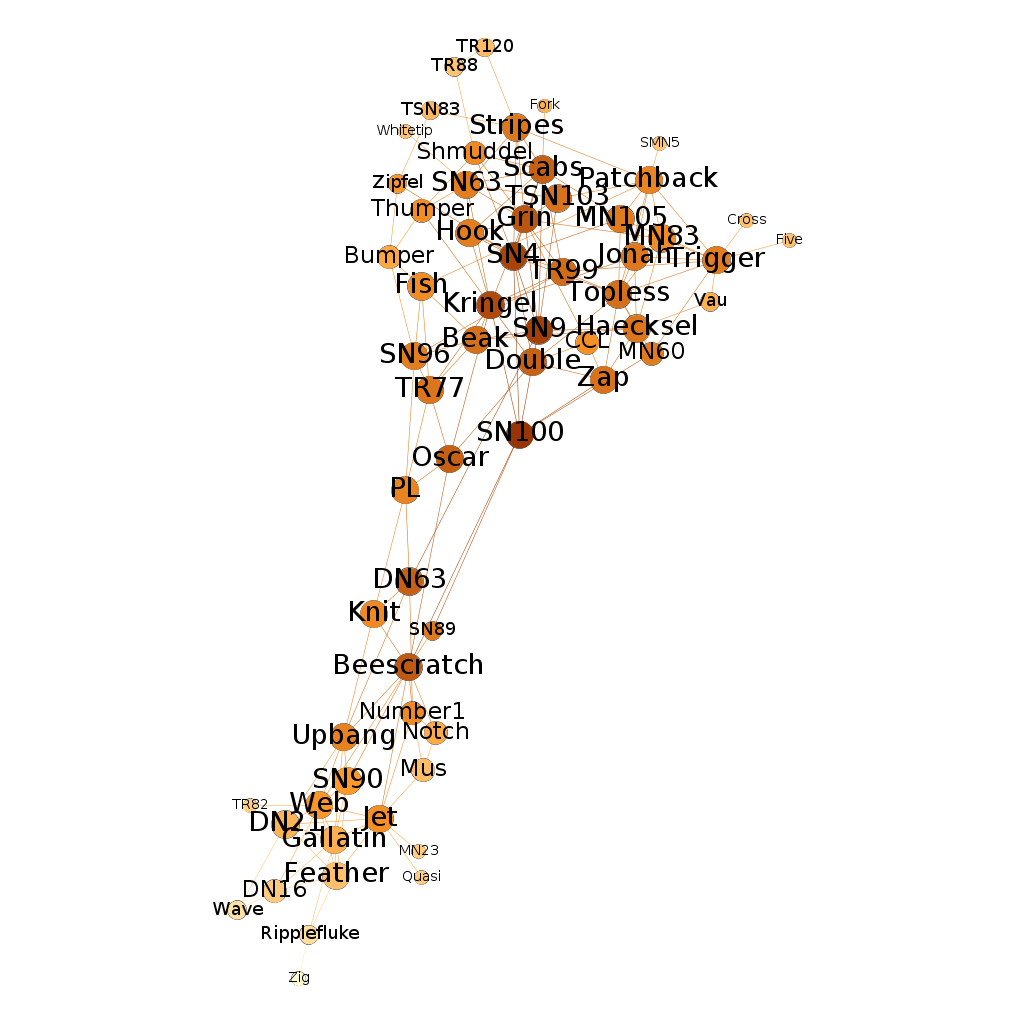 TR120
TR88
Fork
TSN83
Stripes
Whitetip
SMN5
Shmuddel
Scabs
Patchback
Zipfel
SN63
TSN103
Thumper
Grin
MN105
Cross
Hook
MN83
Five
Bumper
SN4
Jonah
Trigger
TR99
Fish
Topless
Kringel
Vau
SN9
Haecksel
Beak
CCL
SN96
Double
MN60
TR77
Zap
SN100
Oscar
PL
DN63
Knit
SN89
Beescratch
Number1
Upbang
Notch
Mus
SN90
TR82
Web
DN21
Jet
Gallatin
MN23
Feather
Quasi
DN16
Wave
Ripplefluke
Zig